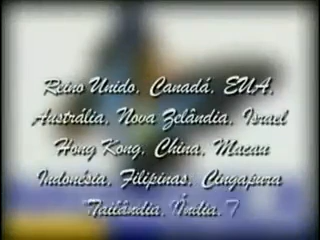 Reino Unido, Canadá, EUA,
Austrália, Nova Zelândia, Israel
Hong Kong, China, Macau
Indonésia, Filipinas, Cingapura
Tailândia, Índia, T